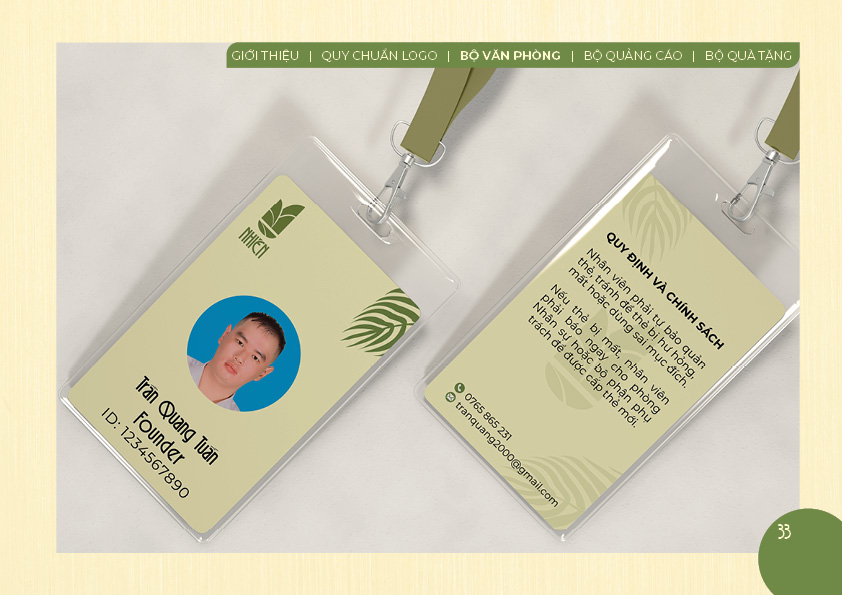 GIỚI THIỆU | QUY CHUẨN LOGO | BỘ VĂN PHÒNG | BỘ QUẢNG CÁO | BỘ QUÀ TẶNG
NHIÊN
Trần Quang Tuấn
Founder
ID: 1234567890
QUY ĐỊNH VÀ CHÍNH SÁCH
Nhân viên phải tự bảo quản
thẻ, tránh để thẻ bị hư hỏng,
mất hoặc dùng sai mục đích.
Nếu thẻ bị mất, nhân viên
phải báo ngay cho phòng
Nhân sự hoặc bộ phận phụ
trách để được cấp thẻ mới.
0765 865 231
tranquang2000@gmail.com
33